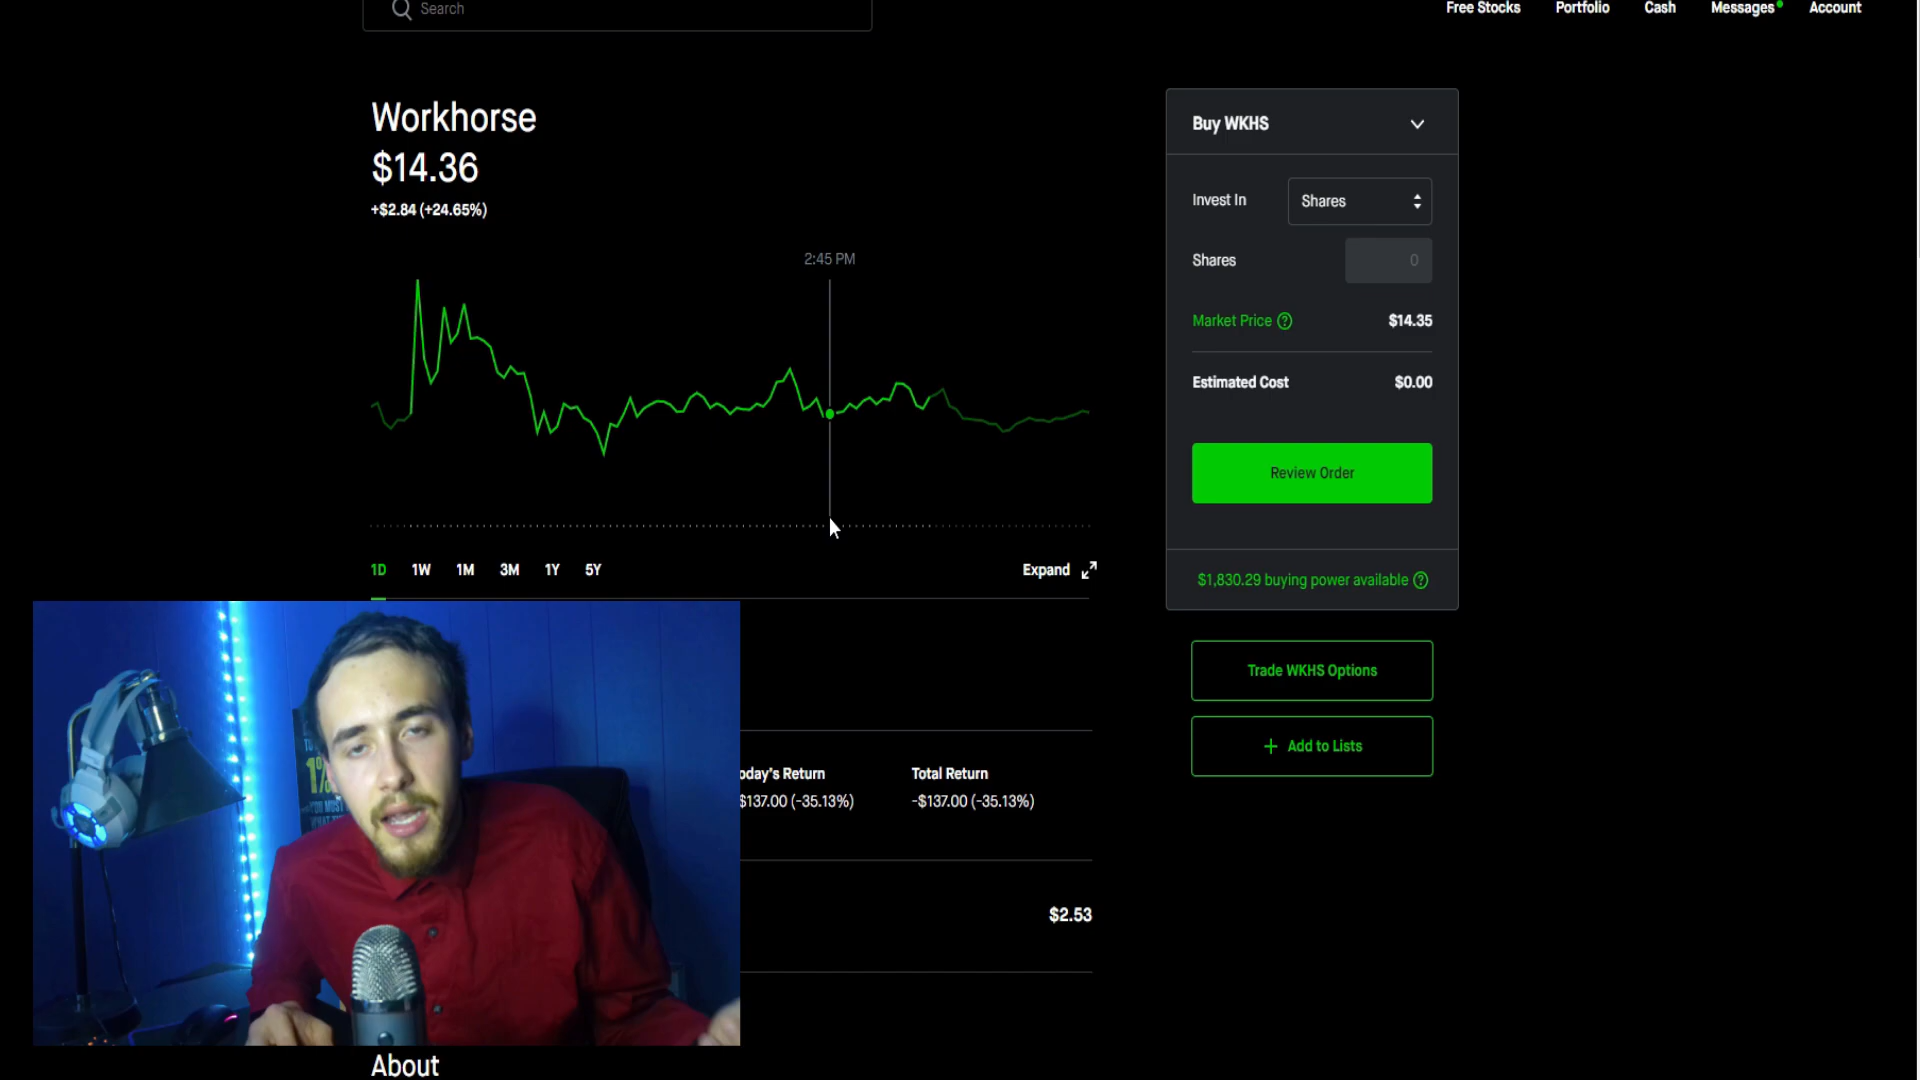 Search
Free Stocks
Portfolio
Cash
Messages
Account
Workhorse
$14.36
+$2.84 (+24.65%)
2:45 PM
1D
1W
1M
3M
1Y
5Y
Expand
Buy WKHS
Invest In
Shares
Shares
0
Market Price ?
$14.35
Estimated Cost
$0.00
Review Order
$1,830.29 buying power available ?
Trade WKHS Options
+ Add to Lists
oday's Return
$137.00 (-35.13%)
Total Return
-$137.00 (-35.13%)
$2.53
1%
About